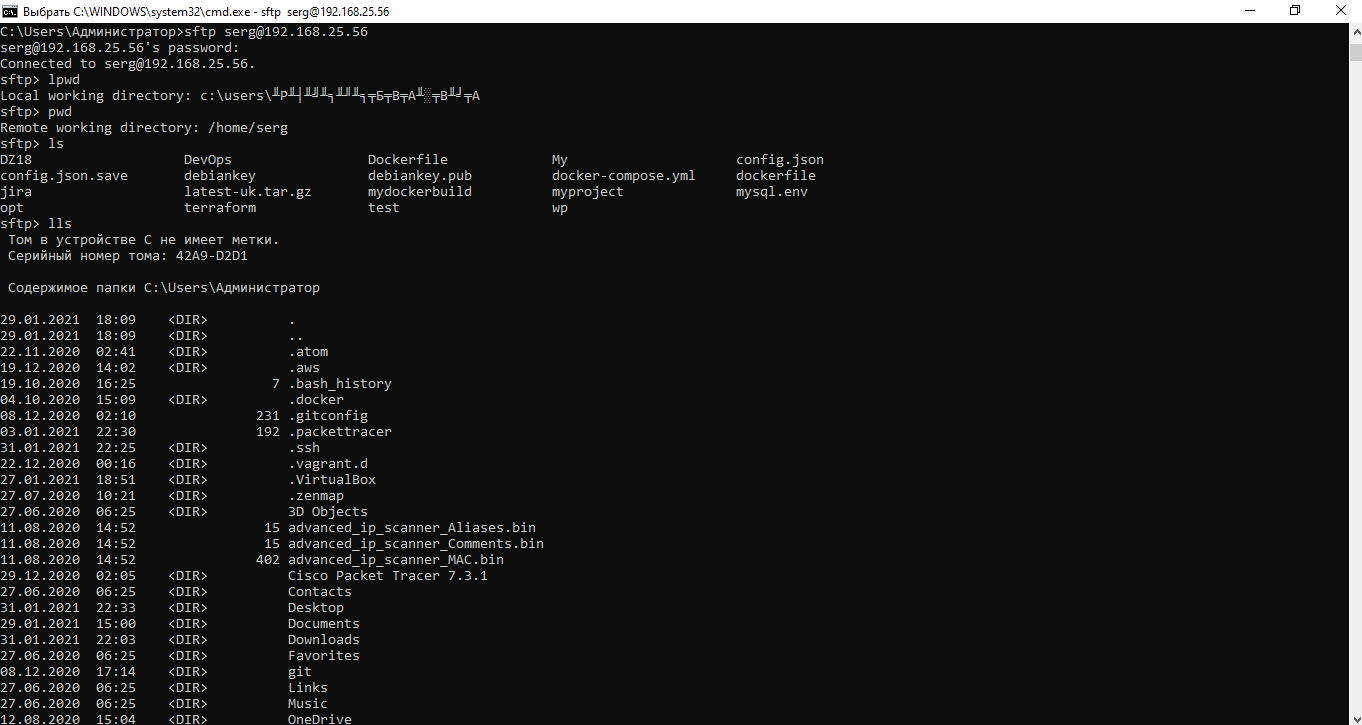 Выбрать C:\WINDOWS\system32\cmd.exe - sftp serg@192.168.25.56
C:\Users\Администратор>sftp serg@192.168.25.56
serg@192.168.25.56's password:
Connected to serg@192.168.25.56.
sftp> lpwd
Local working directory: c:\users\╨Р╨┤╨╝╨╕╨╜╨╕╤Б╤В╤А╨░╤В╨╛╤А
sftp> pwd
Remote working directory: /home/serg
sftp> ls
DZ18 DevOps Dockerfile My config.json
config.json.save debiankey debiankey.pub docker-compose.yml dockerfile
jira latest-uk.tar.gz mydockerbuild myproject mysql.env
opt terraform test wp
sftp> lls
Том в устройстве C не имеет метки.
Серийный номер тома: 42A9-D2D1
Содержимое папки C:\Users\Администратор
29.01.2021 18:09 <DIR> .
29.01.2021 18:09 <DIR> ..
22.11.2020 02:41 <DIR> .atom
19.12.2020 14:02 <DIR> .aws
19.10.2020 16:25 7 .bash_history
04.10.2020 15:09 <DIR> .docker
08.12.2020 02:10 231 .gitconfig
03.01.2021 22:30 192 .packettracer
31.01.2021 22:25 <DIR> .ssh
22.12.2020 00:16 <DIR> .vagrant.d
27.01.2021 18:51 <DIR> .VirtualBox
27.07.2020 10:21 <DIR> .zenmap
27.06.2020 06:25 <DIR> 3D Objects
11.08.2020 14:52 15 advanced_ip_scanner_Aliases.bin
11.08.2020 14:52 15 advanced_ip_scanner_Comments.bin
11.08.2020 14:52 402 advanced_ip_scanner_MAC.bin
29.12.2020 02:05 <DIR> Cisco Packet Tracer 7.3.1
27.06.2020 06:25 <DIR> Contacts
31.01.2021 22:33 <DIR> Desktop
29.01.2021 15:00 <DIR> Documents
31.01.2021 22:03 <DIR> Downloads
27.06.2020 06:25 <DIR> Favorites
08.12.2020 17:14 <DIR> git
27.06.2020 06:25 <DIR> Links
27.06.2020 06:25 <DIR> Music
12.08.2020 15:04 <DIR> OneDrive